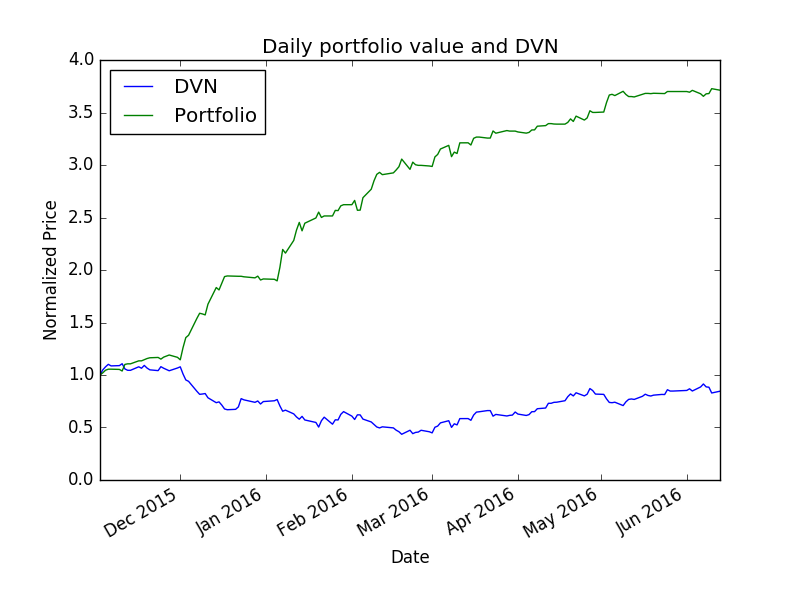 Daily portfolio value and DVN
4.0
3.5
3.0
2.5
2.0
1.5
1.0
0.5
0.0
Normalized Price
DVN
Portfolio
Dec 2015
Jan 2016
Feb 2016
Mar 2016
Apr 2016
May 2016
Jun 2016
Date